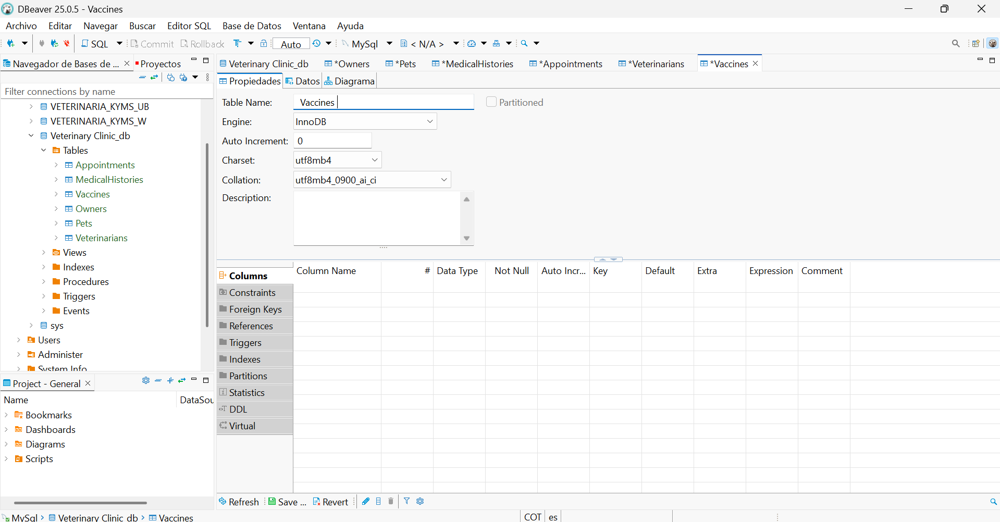 DBeaver 25.0.5 - Vaccines
Archivo Editar Navegar Buscar Editor SQL Base de Datos Ventana Ayuda
SQL Commit Rollback Auto MySql < N/A >
Navegador de Bases de ... Proyectos
Veterinary Clinic_db *Owners *Pets *MedicalHistories *Appointments *Veterinarians *Vaccines
Propiedades Datos Diagrama
Filter connections by name
VETERINARIA_KYMS_UB
VETERINARIA_KYMS_W
Veterinary Clinic_db
Tables
Appointments
MedicalHistories
Vaccines
Owners
Pets
Veterinarians
Views
Indexes
Procedures
Triggers
Events
sys
Users
Administer
System Info
Project - General
Name DataSou
Bookmarks
Dashboards
Diagrams
Scripts
Table Name: Vaccines Partitioned
Engine: InnoDB
Auto Increment: 0
Charset: utf8mb4
Collation: utf8mb4_0900_ai_ci
Description:
Columns
Constraints
Foreign Keys
References
Triggers
Indexes
Partitions
Statistics
DDL
Virtual
Column Name # Data Type Not Null Auto Incr... Key Default Extra Expression Comment
Refresh Save ... Revert
MySql Veterinary Clinic_db Vaccines
COT es